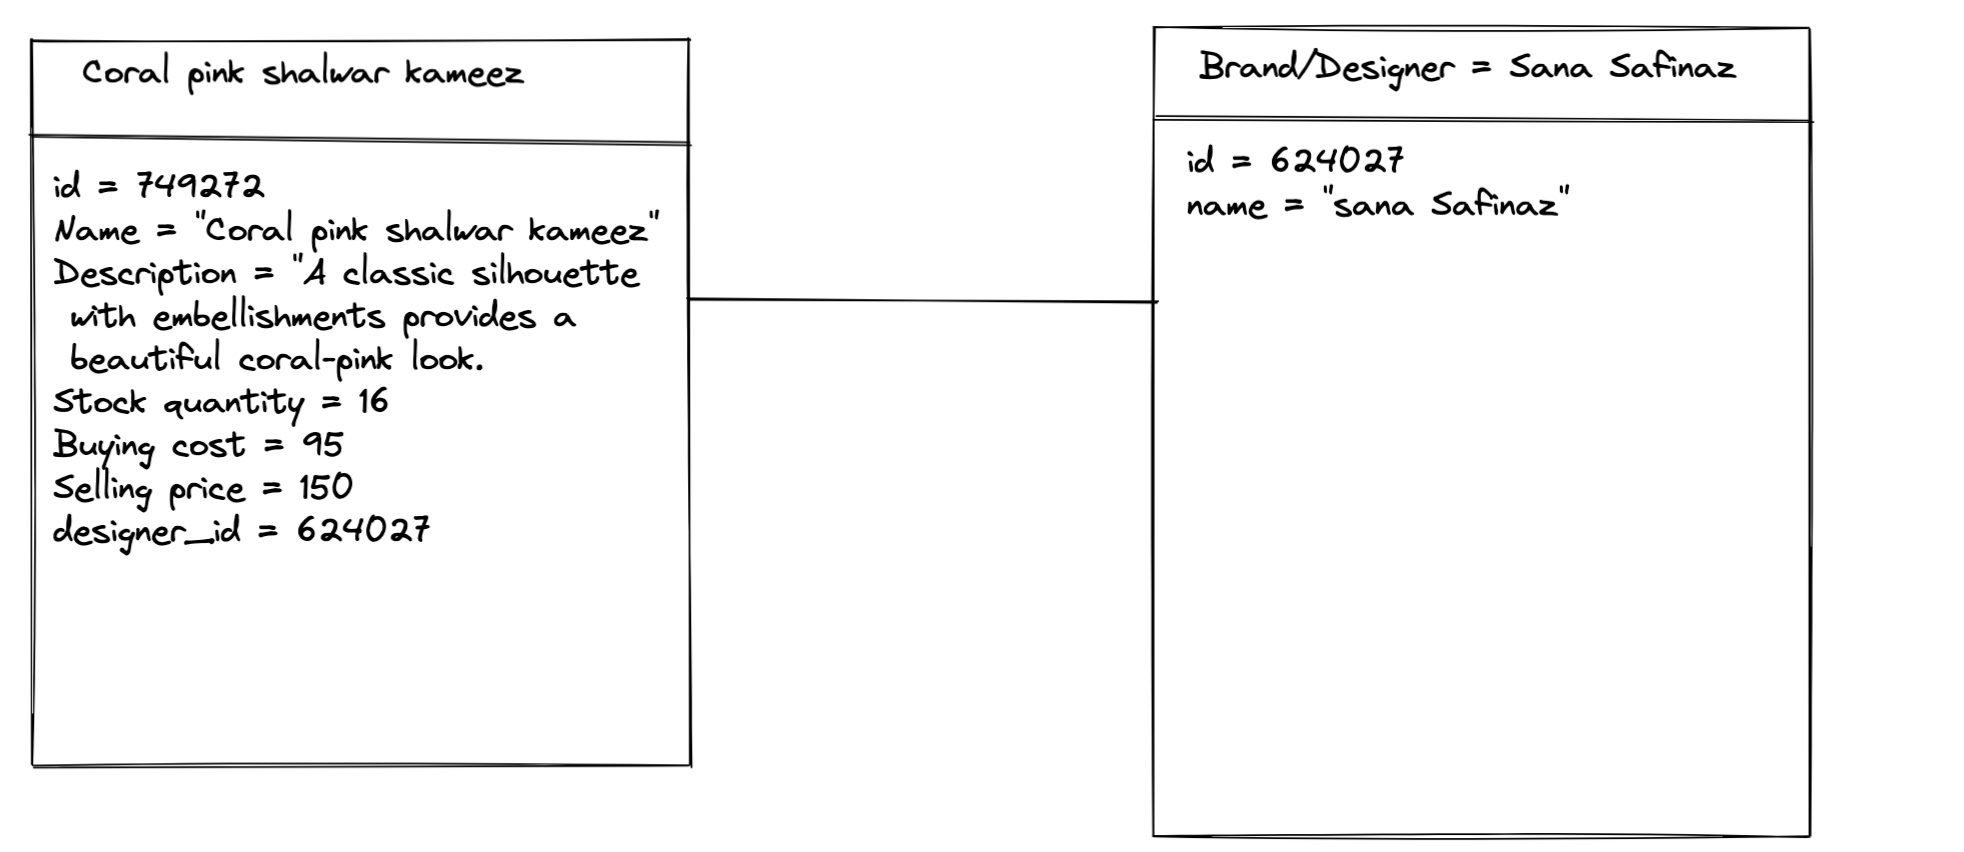 Coral pink shalwar kameez
id = 749272
Name = "Coral pink shalwar kameez"
Description = "A classic silhouette
with embellishments provides a
beautiful coral-pink look.
Stock quantity = 16
Buying cost = 95
Selling price = 150
designer_id = 624027
Brand/Designer = Sana Safinaz
id = 624027
name = "sana Safinaz"